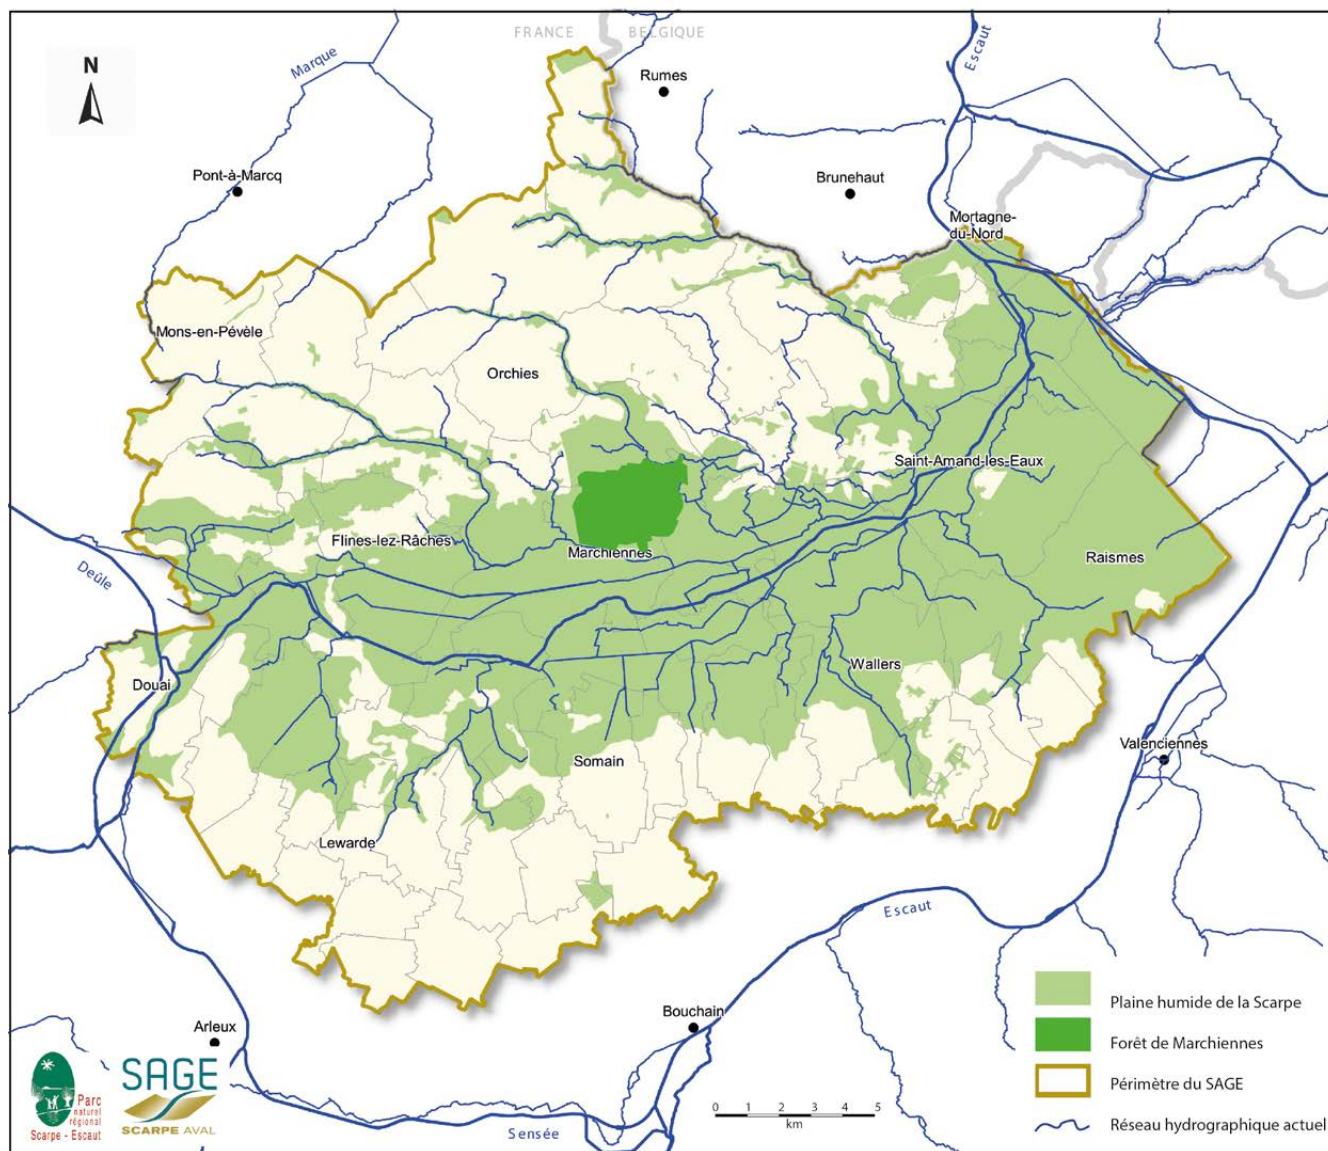 FRANCE
BELGIQUE
Escaut
Marque
N
Rumes
Pont-à-Marcq
Brunehaut
Mortagne-
du-Nord
Mons-en-Pévèle
Orchies
Saint-Amand-les-Eaux
Flines-lez-Râches
Marchiennes
Raismes
Deûle
Wallers
Douai
Valenciennes
Somain
Lewarde
Escaut
Bouchain
Arleux
Sensée
Plaine humide de la Scarpe
Forêt de Marchiennes
Périmètre du SAGE
Réseau hydrographique actuel
0 1 2 3 4 5
km
Parc
naturel
régional
Scarpe - Escaut
SAGE
SCARPE AVAL